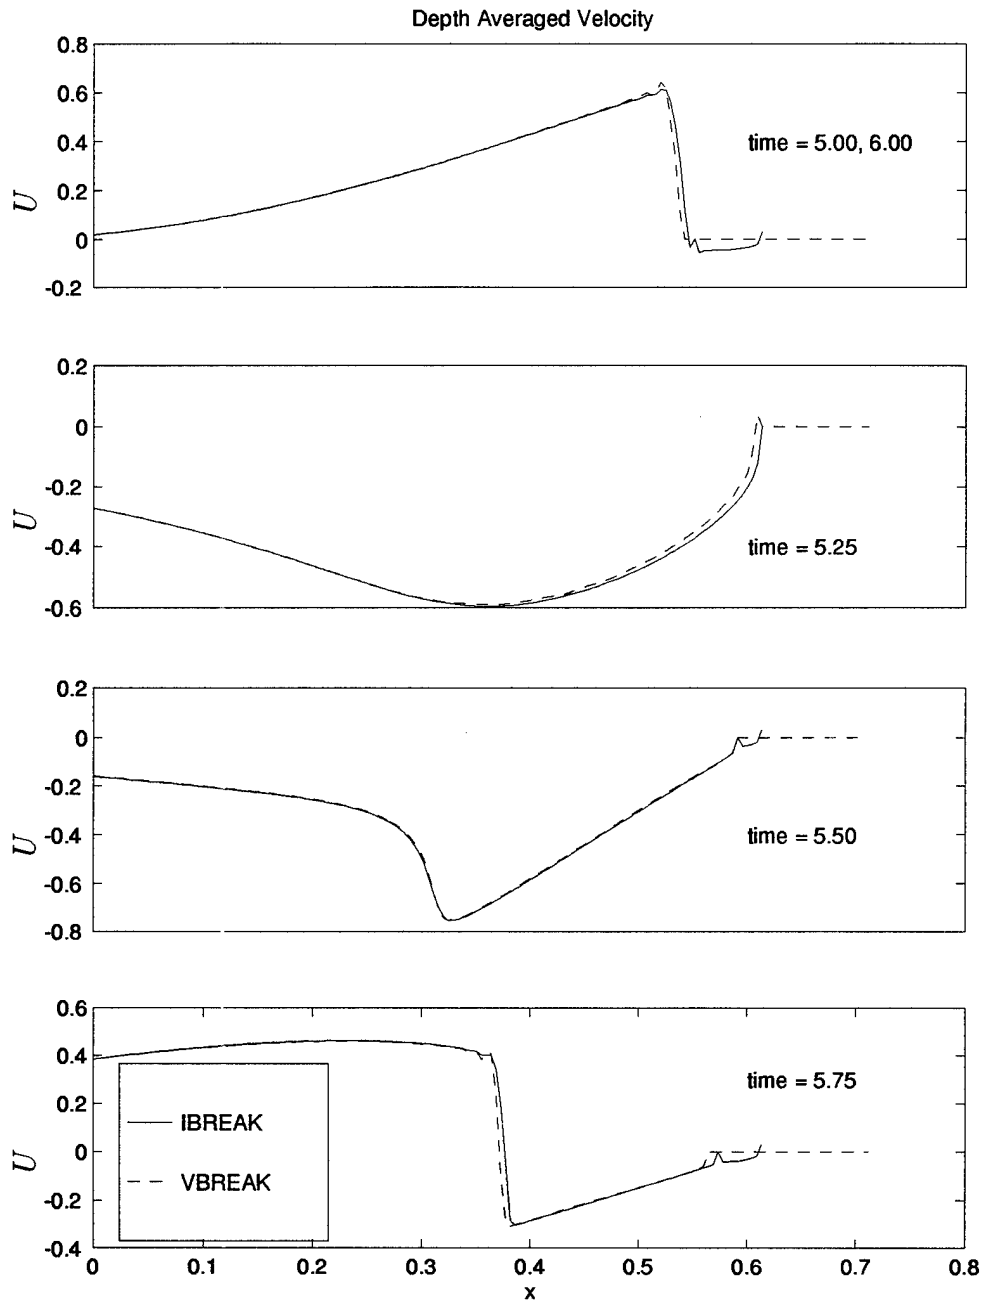 Depth Averaged Velocity
0.8
0.6
0.4
0.2
0
-0.2
U
time = 5.00, 6.00
0.2
0
-0.2
-0.4
-0.6
U
time = 5.25
0.2
0
-0.2
-0.4
-0.6
-0.8
U
time = 5.50
0.6
0.4
0.2
0
-0.2
-0.4
U
time = 5.75
IBREAK
VBREAK
0 0.1 0.2 0.3 0.4 0.5 0.6 0.7 0.8
x